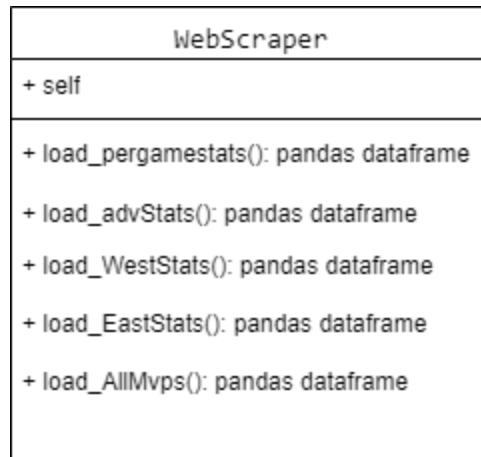 WebScraper
+ self
+ load_pergamestats(): pandas dataframe
+ load_advStats(): pandas dataframe
+ load_WestStats(): pandas dataframe
+ load_EastStats(): pandas dataframe
+ load_AllMvps(): pandas dataframe